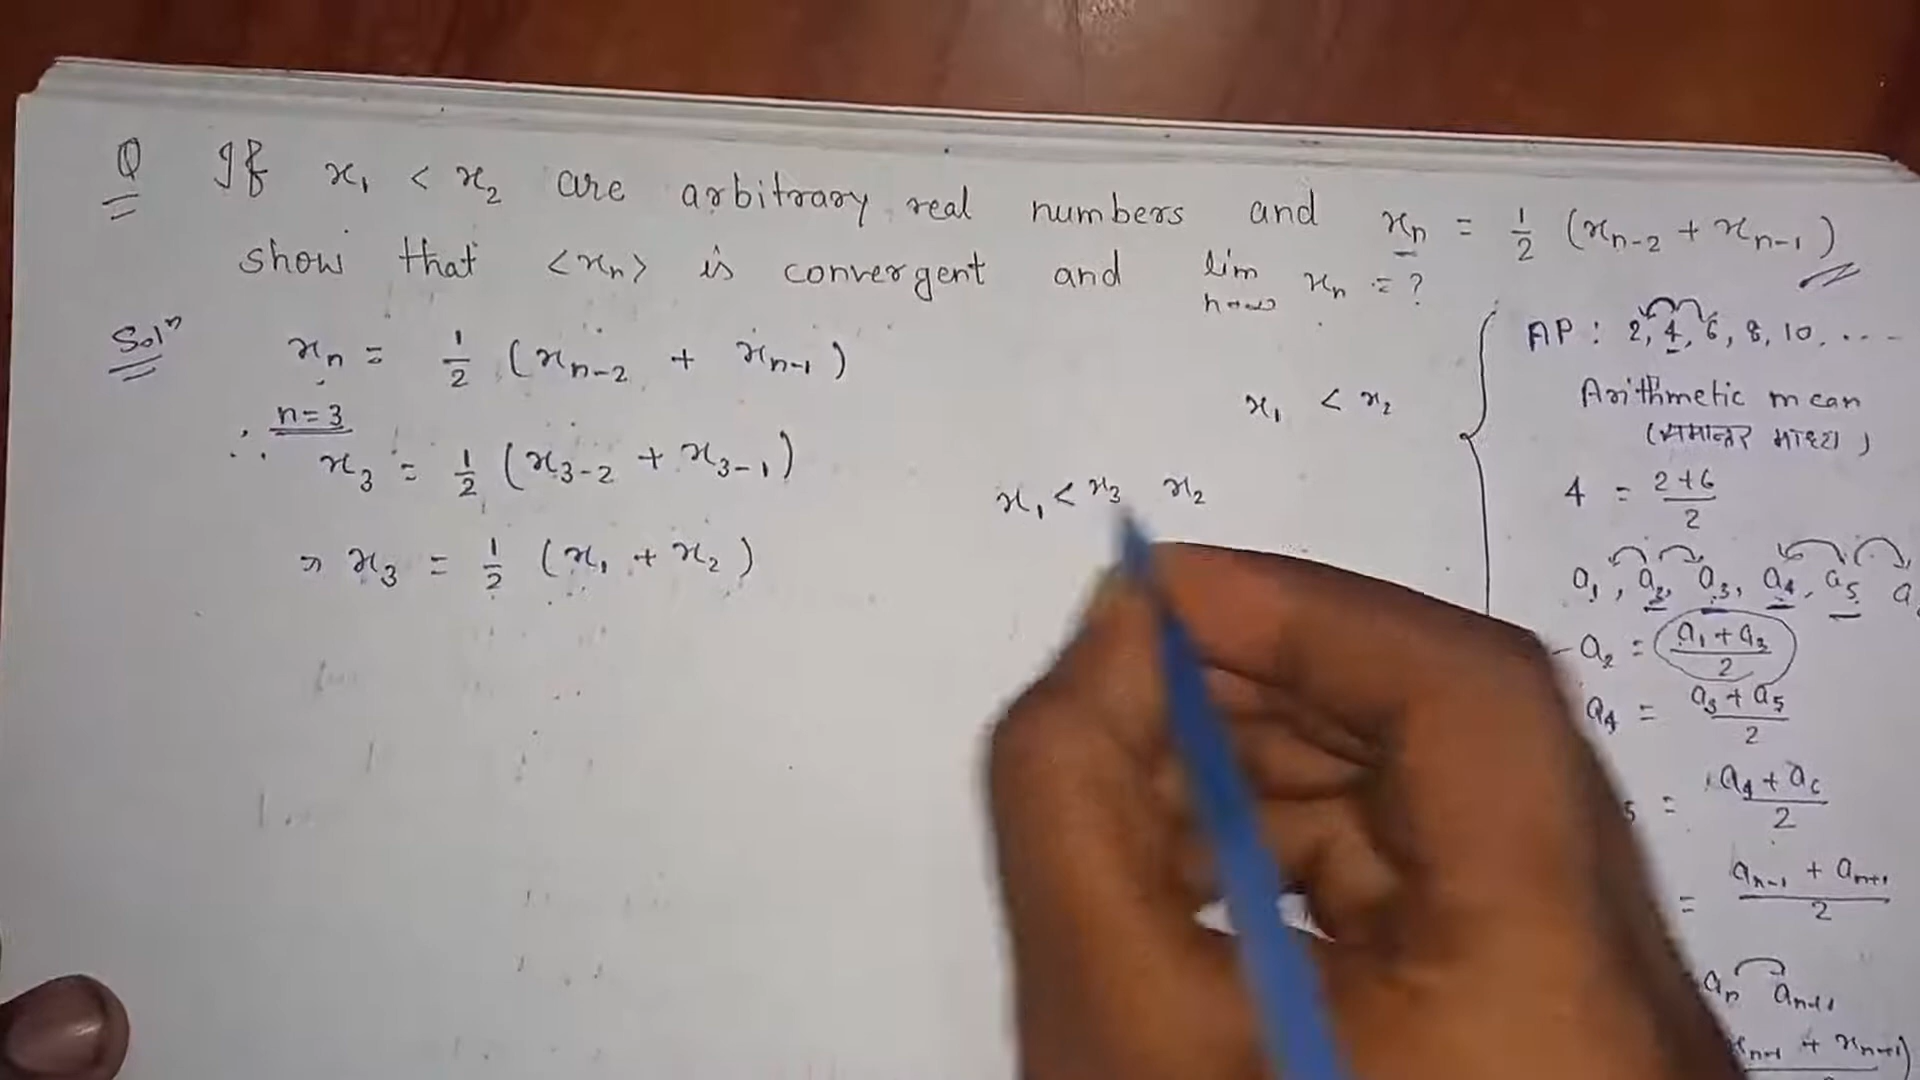 Q If x₁ < x₂ are arbitrary real numbers and xₙ = 1/2 (xₙ₋₂ + xₙ₋₁)
show that <xₙ> is convergent and lim n→∞ xₙ = ?
Solⁿ xₙ = 1/2 (xₙ₋₂ + xₙ₋₁)
∴ n=3
x₃ = 1/2 (x₃₋₂ + x₃₋₁)
⇒ x₃ = 1/2 (x₁ + x₂)
x₁ < x₂
x₁ < x₃ x₂
AP : 2, 4, 6, 8, 10, ....
Arithmetic mean
(समान्तर माध्य)
4 = 2+6/2
a₁, a₂, a₃, a₄, a₅ a
a₂ = a₁ + a₃/2
a₄ = a₃ + a₅/2
5 = a₄ + a₆/2
= aₙ₋₁ + aₙ₊₁/2
aₙ aₙ₊₁
+ xₙ₊₁)